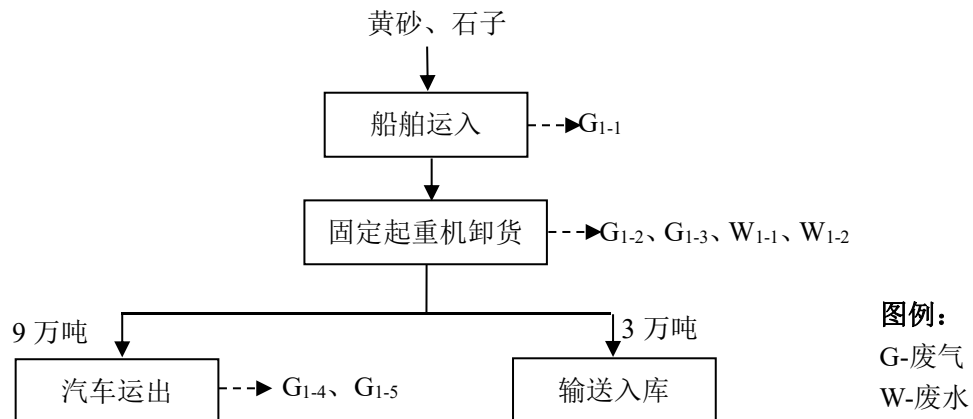 黄砂、石子
船舶运入
G1-1
固定起重机卸货
G1-2、G1-3、W1-1、W1-2
9 万吨
3 万吨
汽车运出
G1-4、G1-5
输送入库
图例：
G-废气
W-废水